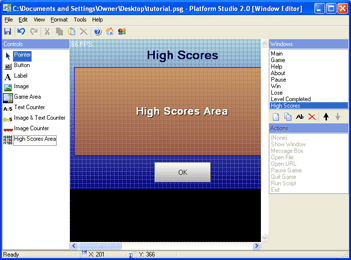 C:\Documents and Settings\Owner\Desktop\tutorial.png - Platform Studio 2.0 [Window Editor]
File Edit View Format Tools Help
Controls
Pointer
Button
Label
Image
Game Area
Text Counter
Image & Text Counter
Image Counter
High Scores Area
66 FPS
High Scores
High Scores Area
OK
Windows
Main
Game
Help
About
Pause
Win
Lose
Level Completed
High Scores
Actions
(None)
Show Window
Message Box
Open File
Open URL
Pause Game
Quit Game
Run Script
Exit
Ready
X: 201
Y: 366